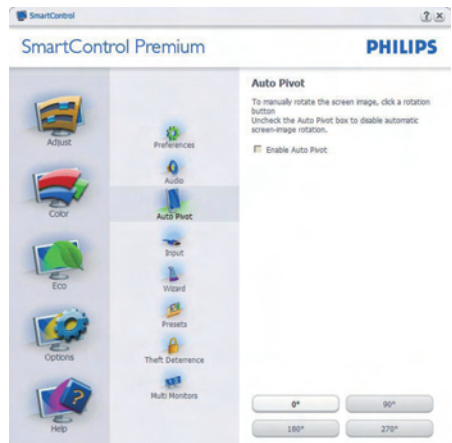 SmartControl
SmartControl Premium
PHILIPS
Adjust
Color
Eco
Options
Help
Preferences
Audio
Auto Pivot
Input
Wizard
Presets
Theft Deterrence
Multi Monitors
Auto Pivot
To manually rotate the screen image, click a rotation
button
Uncheck the Auto Pivot box to disable automatic
screen-image rotation.
Enable Auto Pivot
0°
90°
180°
270°